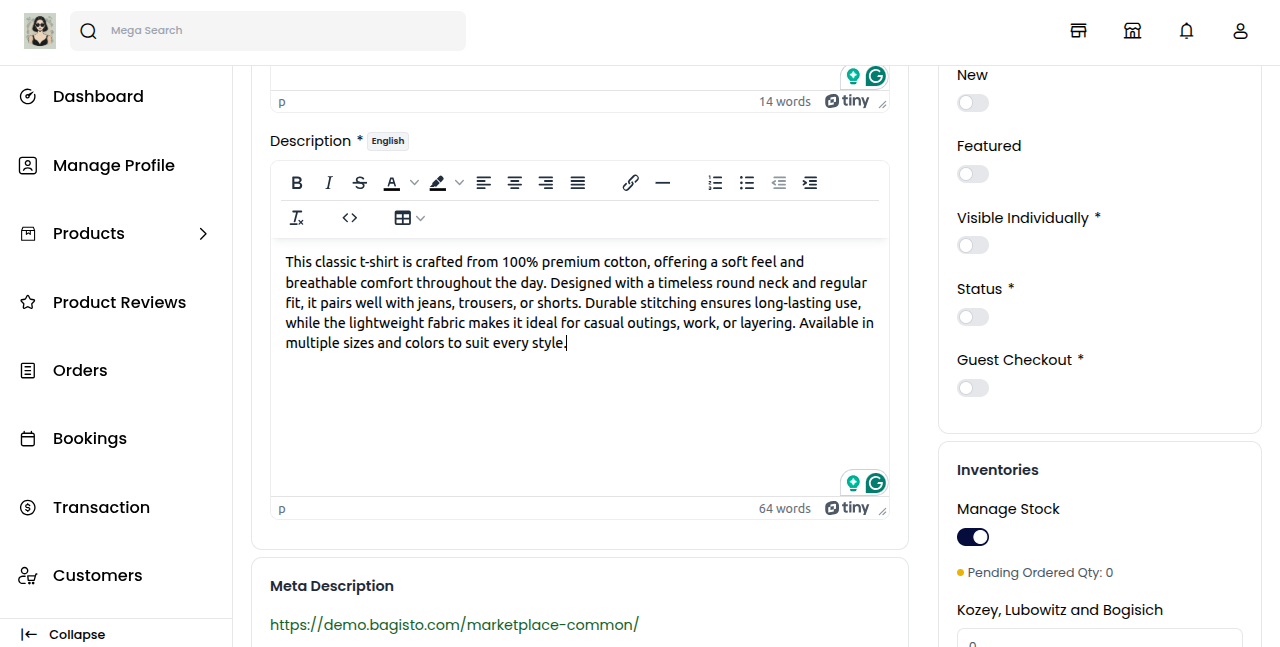 Mega Search
Dashboard
Manage Profile
Products
Product Reviews
Orders
Bookings
Transaction
Customers
Collapse
p
14 words
tiny
Description * English
This classic t-shirt is crafted from 100% premium cotton, offering a soft feel and
breathable comfort throughout the day. Designed with a timeless round neck and regular
fit, it pairs well with jeans, trousers, or shorts. Durable stitching ensures long-lasting use,
while the lightweight fabric makes it ideal for casual outings, work, or layering. Available in
multiple sizes and colors to suit every style.
p
64 words
tiny
Meta Description
https://demo.bagisto.com/marketplace-common/
New
Featured
Visible Individually *
Status *
Guest Checkout *
Inventories
Manage Stock
Pending Ordered Qty: 0
Kozey, Lubowitz and Bogisich
0